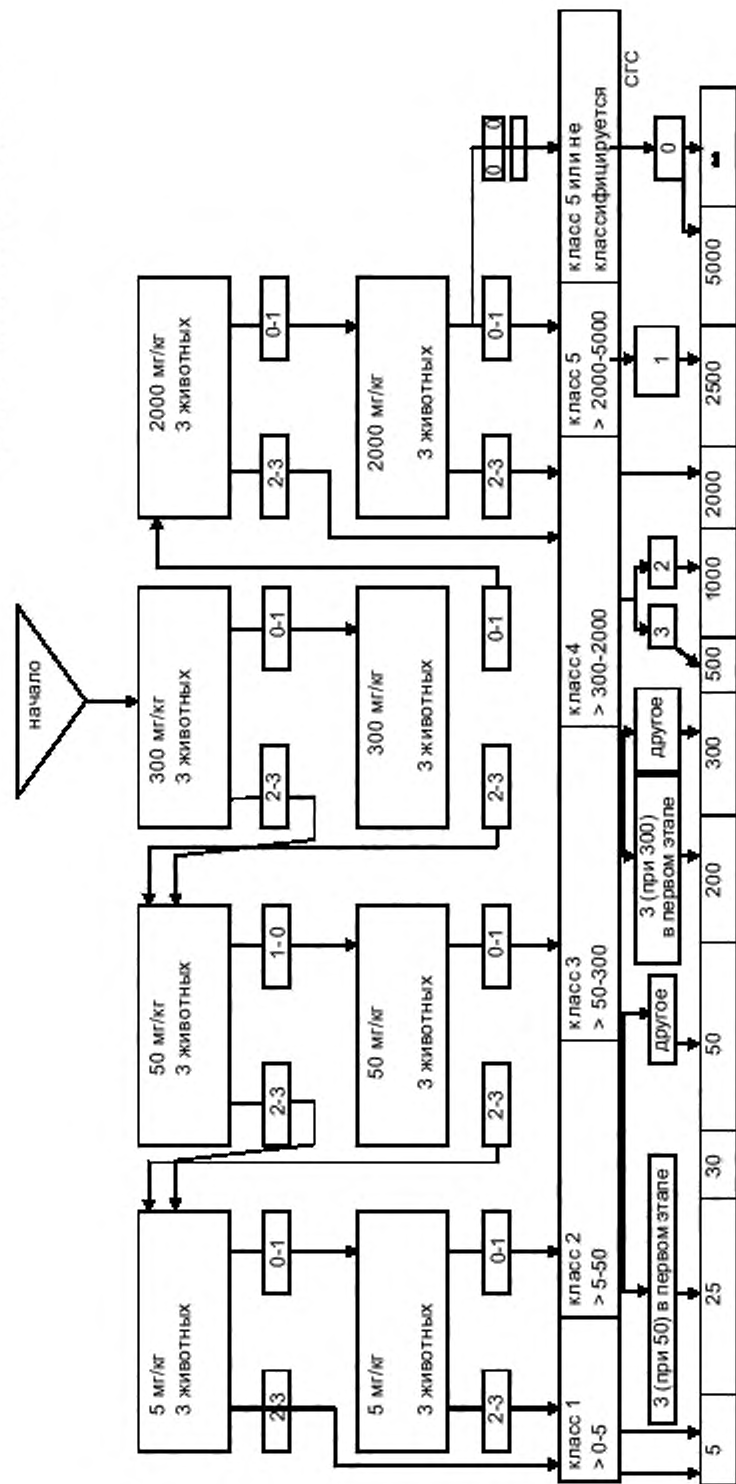 начало
5 мг/кг
3 животных
50 мг/кг
3 животных
300 мг/кг
3 животных
2000 мг/кг
3 животных
2-3
0-1
2-3
1-0
2-3
0-1
2-3
0-1
5 мг/кг
3 животных
50 мг/кг
3 животных
300 мг/кг
3 животных
2000 мг/кг
3 животных
2-3
0-1
2-3
0-1
2-3
0-1
2-3
0-1
0 0
класс 1
> 0-5
класс 2
> 5-50
класс 3
> 50-300
класс 4
> 300-2000
класс 5
> 2000-5000
класс 5 или не
классифицируется
СГС
3 (при 50) в первом этапе
другое
3 (при 300)
в первом этапе
другое
3
2
1
0
5
25
30
50
200
300
500
1000
2000
2500
5000